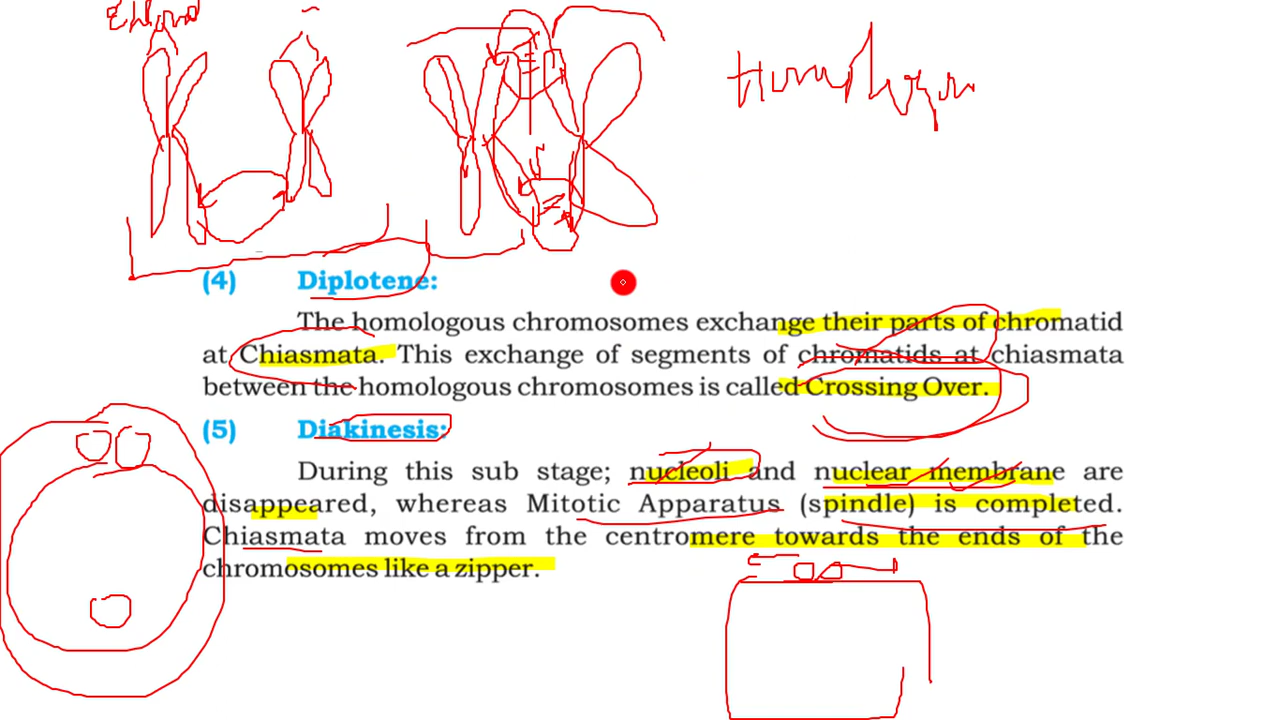 (4) Diplotene:
The homologous chromosomes exchange their parts of chromatid
at Chiasmata. This exchange of segments of chromatids at chiasmata
between the homologous chromosomes is called Crossing Over.
(5) Diakinesis:
During this sub stage; nucleoli and nuclear membrane are
disappeared, whereas Mitotic Apparatus (spindle) is completed.
Chiasmata moves from the centromere towards the ends of the
chromosomes like a zipper.